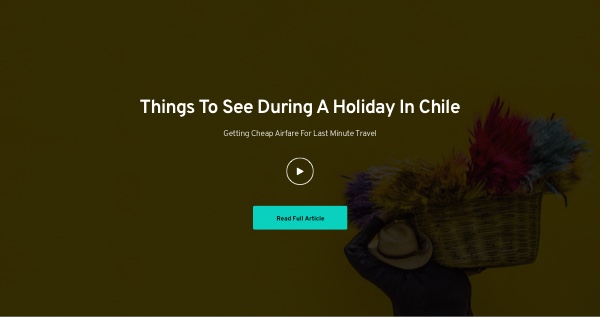 Things To See During A Holiday In Chile
Getting Cheap Airfare For Last Minute Travel
Read Full Article